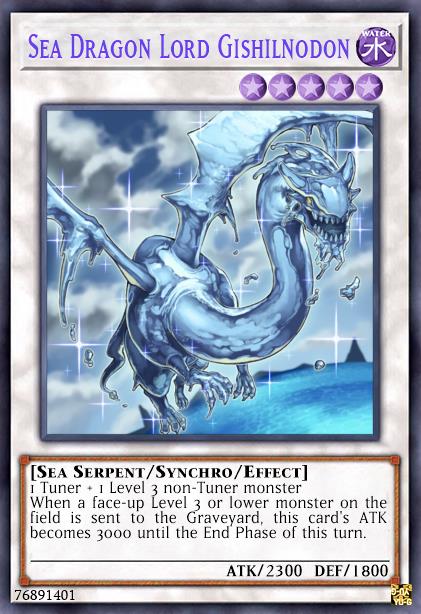 Sea Dragon Lord Gishilnodon
WATER
水
[Sea Serpent/Synchro/Effect]
1 Tuner + 1 Level 3 non-Tuner monster
When a face-up Level 3 or lower monster on the
field is sent to the Graveyard, this card's ATK
becomes 3000 until the End Phase of this turn.
ATK/2300 DEF/1800
76891401